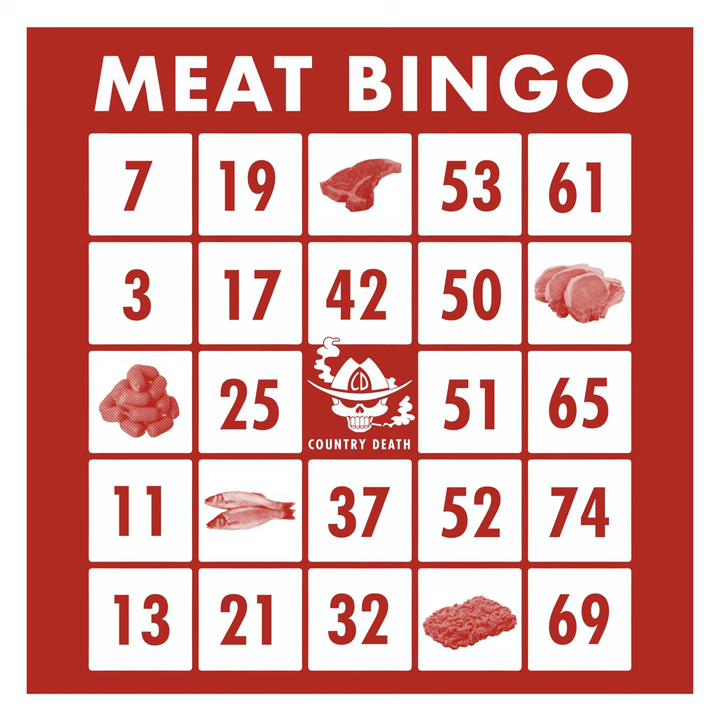 MEAT BINGO
7 19 53 61
3 17 42 50
CD
25 51 65
COUNTRY DEATH
11 37 52 74
13 21 32 69